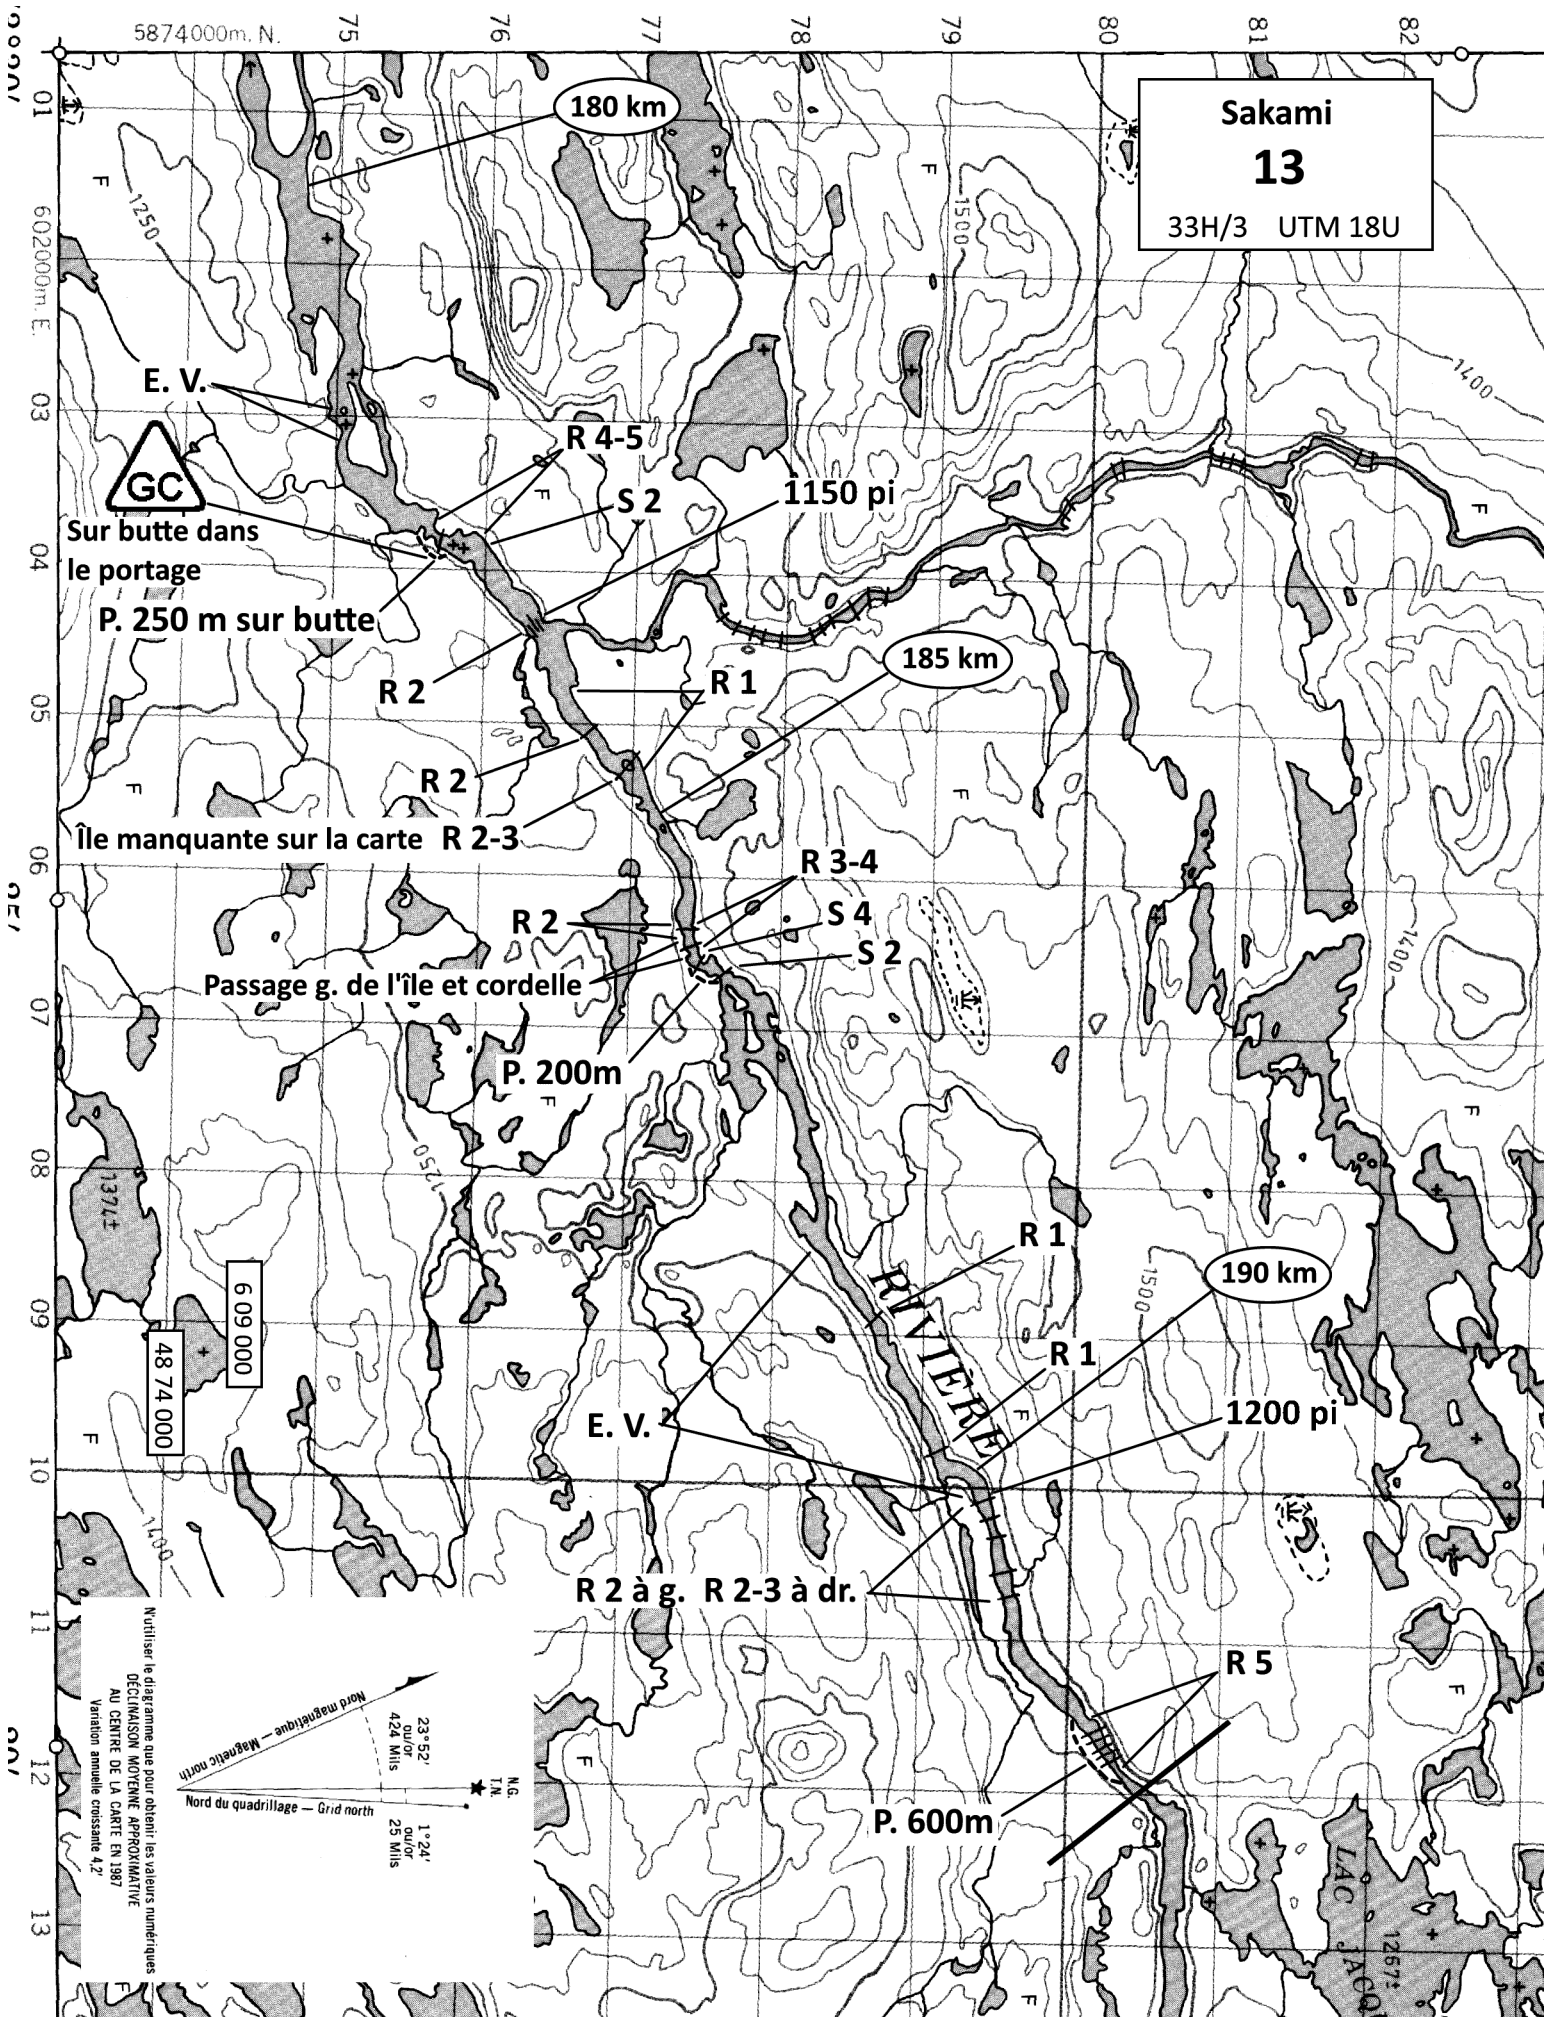 5874000m. N.
75
76
77
78
79
80
81
82
01
602000m. E.
03
04
05
06
07
08
09
10
11
12
13
Sakami
13
33H/3 UTM 18U
180 km
F
F
1250
1500
1400
E. V.
GC
Sur butte dans
le portage
P. 250 m sur butte
R 4-5
S 2
1150 pi
F
F
R 2
R 1
185 km
R 2
F
F
Île manquante sur la carte R 2-3
R 3-4
R 2
S 4
S 2
Passage g. de l'île et cordelle
1400
P. 200m
F
F
1250
1374±
R 1
190 km
1500
RIVIÈRE
6 09 000
48 74 000
R 1
1200 pi
E. V.
F
F
1400
R 2 à g. R 2-3 à dr.
R 5
F
F
P. 600m
LAC
JACQ
1267±
F
F
N'utiliser le diagramme que pour obtenir les valeurs numériques
DÉCLINAISON MOYENNE APPROXIMATIVE
AU CENTRE DE LA CARTE EN 1987
Variation annuelle croissante 4.2'
Nord magnétique — Magnetic north
Nord du quadrillage — Grid north
23°52'
ou/or
424 Mils
1°24'
ou/or
25 Mils
N.G.
T.N.